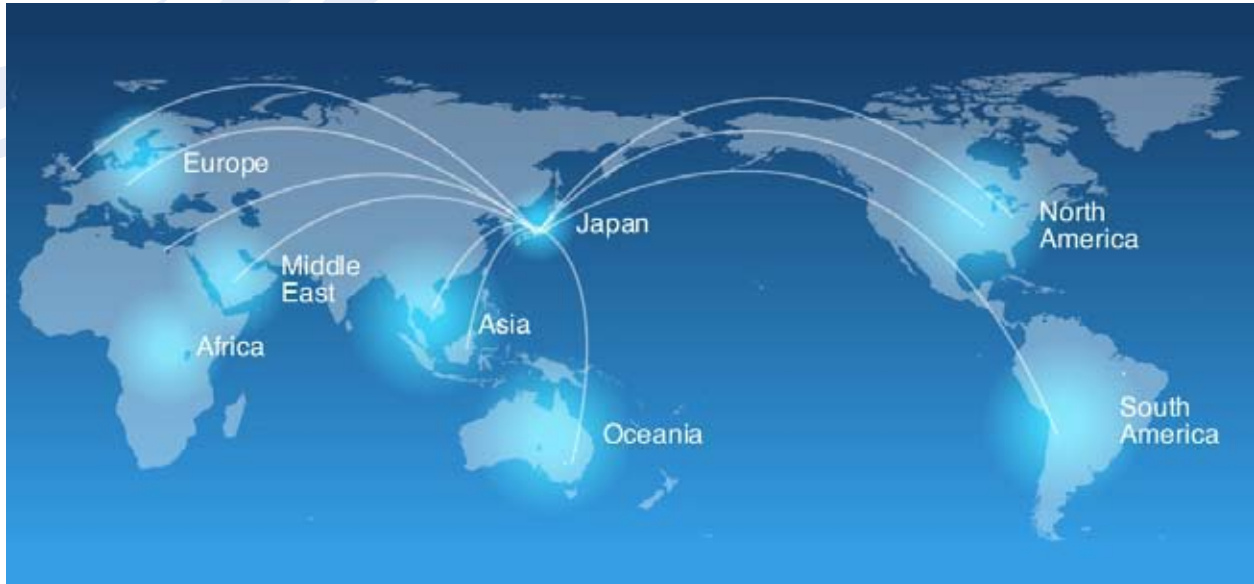 Europe
Japan
North
America
Middle
East
Asia
Africa
Oceania
South
America